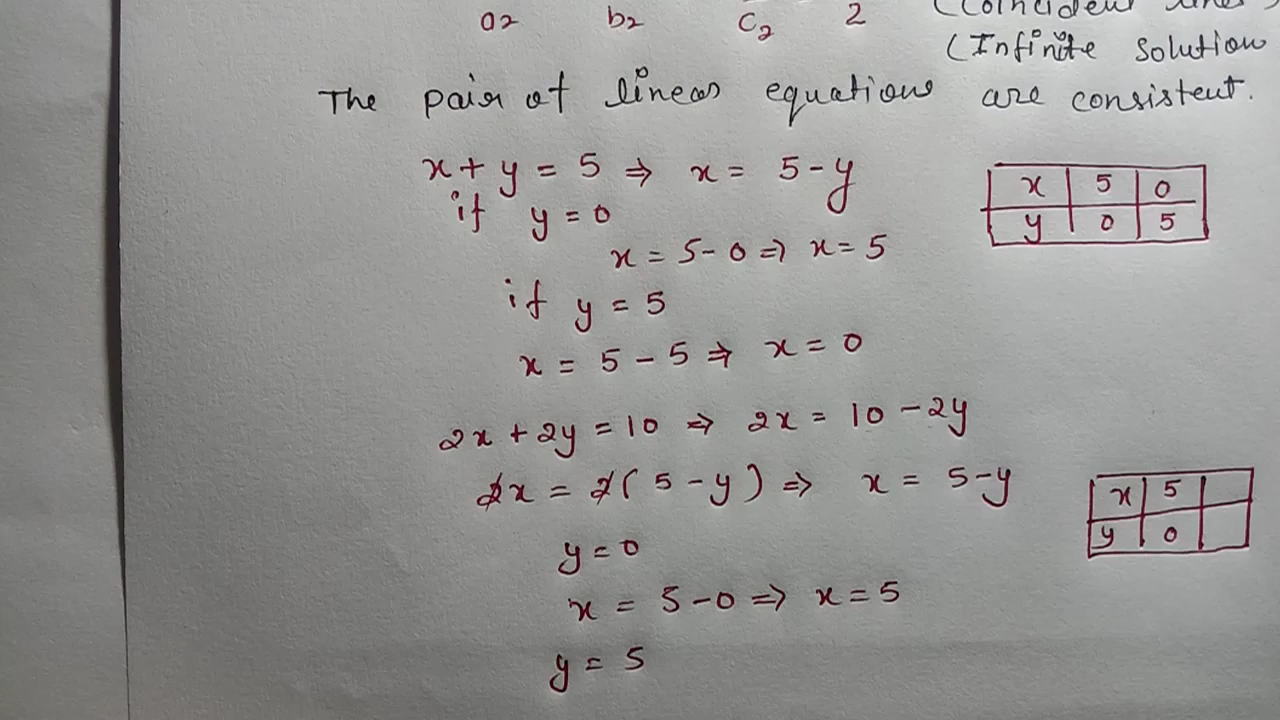 a2 b2 c2 2 (Coincident lines)
(Infinite solution
The pair of linear equations are consistent.
x + y = 5 ⇒ x = 5 - y
if y = 0
x = 5 - 0 ⇒ x = 5
x 5 0
y 0 5
if y = 5
x = 5 - 5 ⇒ x = 0
2x + 2y = 10 ⇒ 2x = 10 - 2y
2x = 2( 5 - y ) ⇒ x = 5 - y
x 5
y 0
y = 0
x = 5 - 0 ⇒ x = 5
y = 5